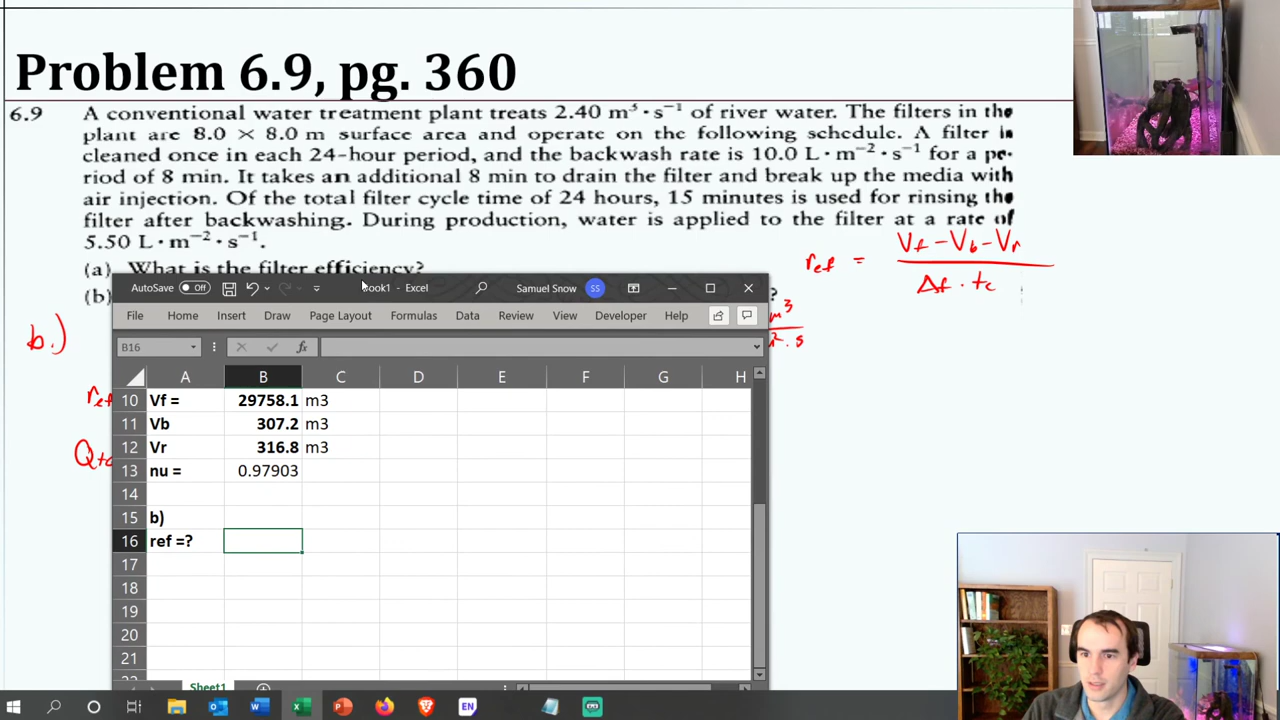 Problem 6.9, pg. 360
6.9 A conventional water treatment plant treats 2.40 m³·s⁻¹ of river water. The filters in the
plant are 8.0 × 8.0 m surface area and operate on the following schedule. A filter is
cleaned once in each 24-hour period, and the backwash rate is 10.0 L·m⁻²·s⁻¹ for a pe-
riod of 8 min. It takes an additional 8 min to drain the filter and break up the media with
air injection. Of the total filter cycle time of 24 hours, 15 minutes is used for rinsing the
filter after backwashing. During production, water is applied to the filter at a rate of
5.50 L·m⁻²·s⁻¹.
(a) What is the filter efficiency?
(b) ?
ref = Vf - Vb - Vr
Af · tc
b.)
m³
m²·s
ref
AutoSave Off
Book1 - Excel
Samuel Snow SS
File Home Insert Draw Page Layout Formulas Data Review View Developer Help
B16 fx
A B C D E F G H
10 Vf = 29758.1 m3
11 Vb 307.2 m3
12 Vr 316.8 m3
13 nu = 0.97903
14
15 b)
16 ref =?
17
18
19
20
21
Sheet1
EN